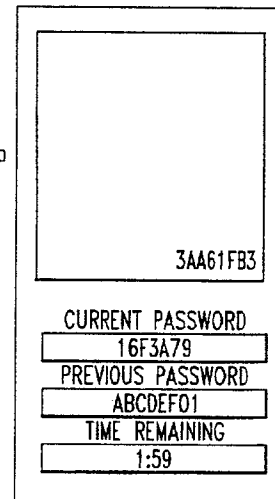 3AA61FB3
CURRENT PASSWORD
16F3A79
PREVIOUS PASSWORD
ABCDEF01
TIME REMAINING
1:59